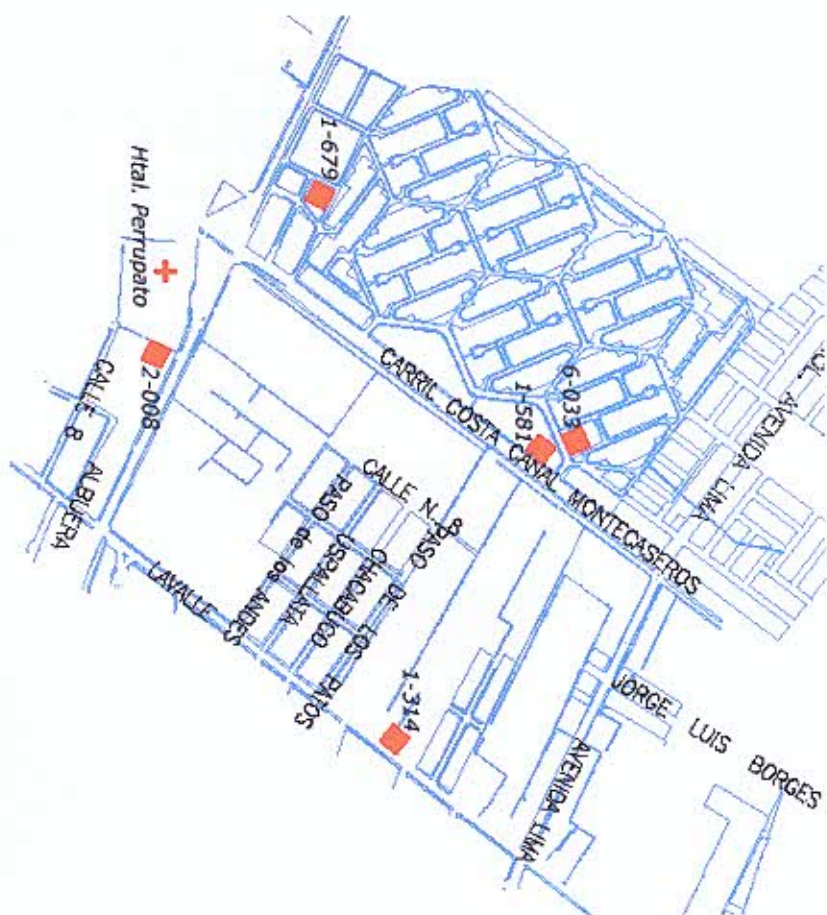 1-679
Htal. Perrupato
2-008
CALLE 8
ALBUERA
CARRIL COSTA CANAL MONTECASEROS
6-033
1-581
AVENIDA LIMA
CALLE N. 8
PASO DE LOS PATOS
CHACABUCO
USPALLATA
PASO de los ANDES
LAVALLE
1-314
JORGE LUIS BORGES
AVENIDA LIMA